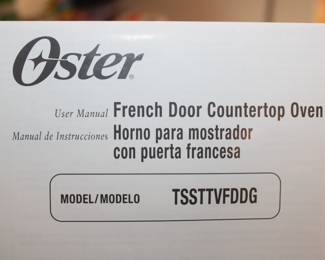 Oster®
User Manual French Door Countertop Oven
Manual de Instrucciones Horno para mostrador
con puerta francesa
MODEL/MODELO TSSTTVFDDG